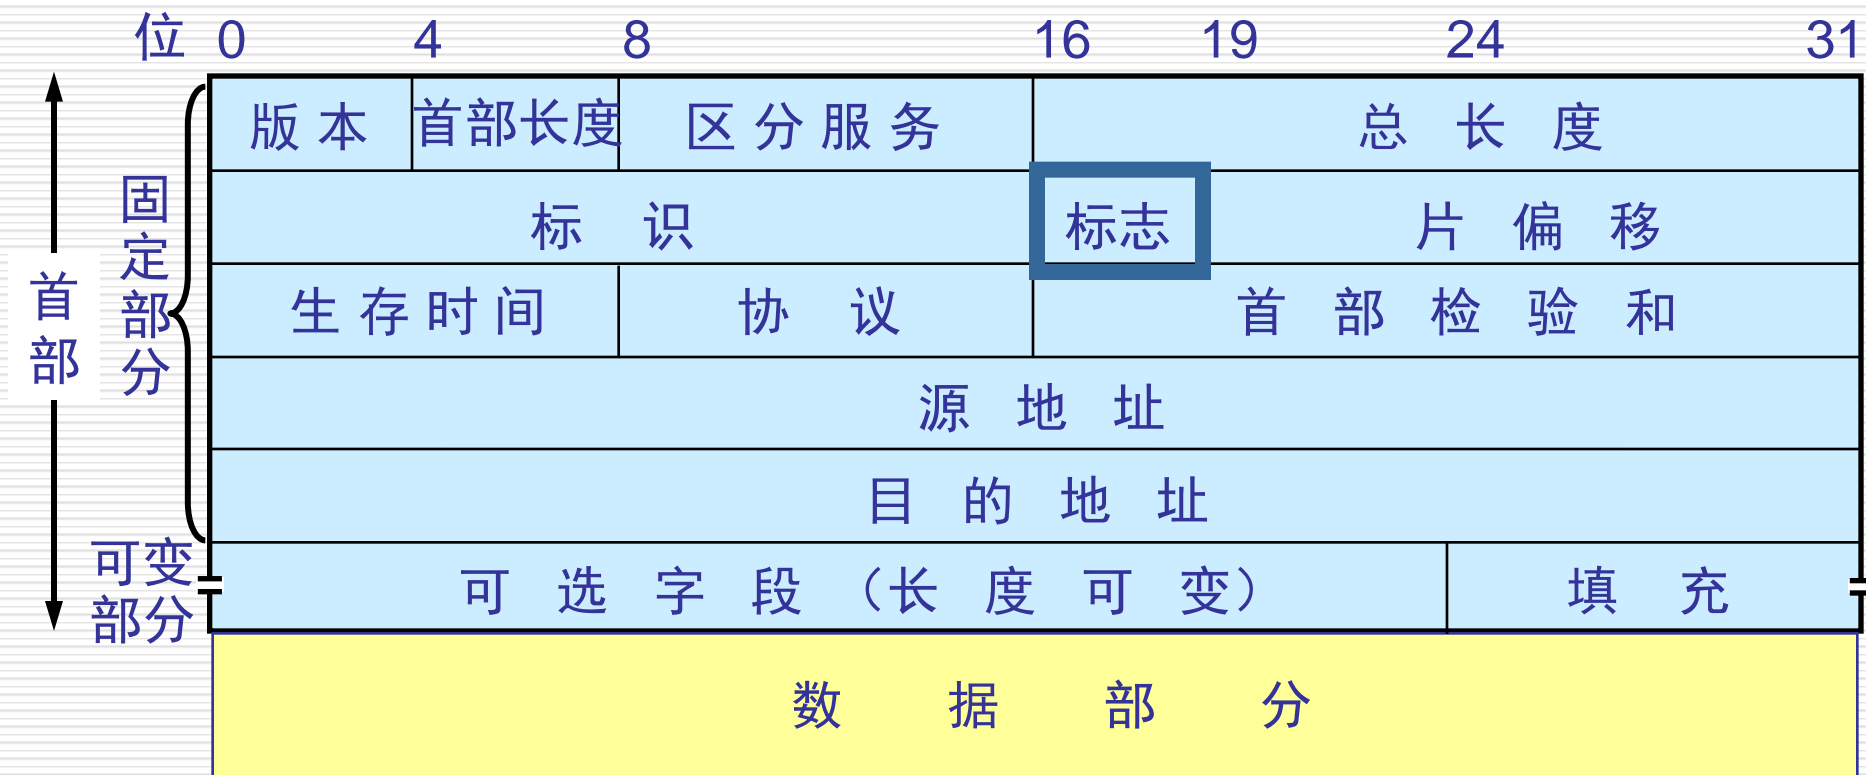 位 0 4 8 16 19 24 31
版本 首部长度 区分服务 总长度
标识 标志 片偏移
生存时间 协议 首部检验和
源地址
目的地址
可选字段（长度可变） 填充
数据部分
首部
固定部分
可变
部分